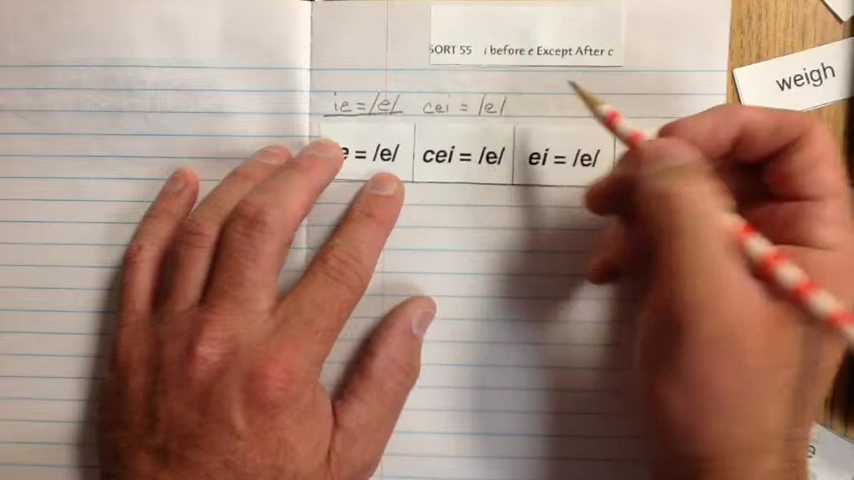 SORT 55 i before e Except After c
weigh
ie = /e/ cei = /e/
e = /e/ cei = /e/ ei = /e/